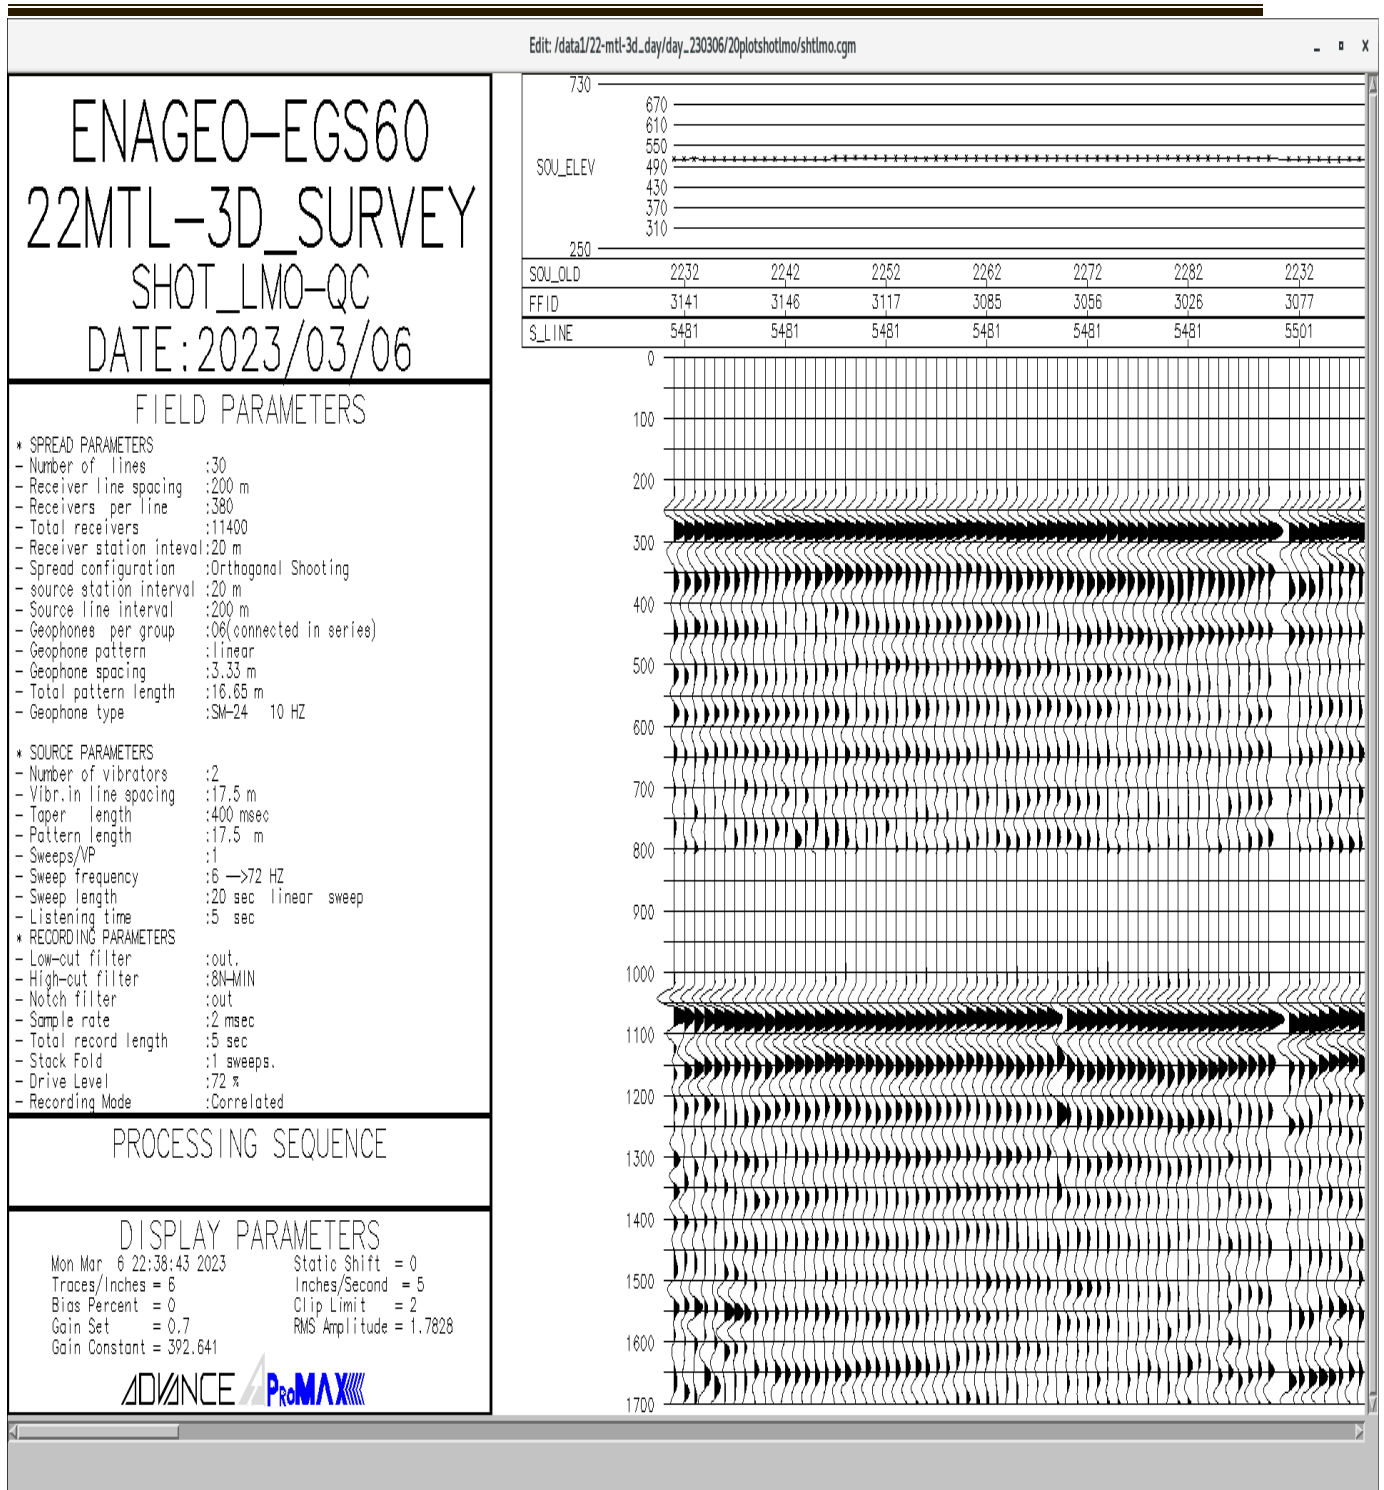 Edit: /data1/22-mtl-3d_day/day_230306/20plotshotlmo/shtlmo.cgm
ENAGEO-EGS60
22MTL-3D_SURVEY
SHOT_LMO-QC
DATE:2023/03/06
FIELD PARAMETERS
* SPREAD PARAMETERS
- Number of lines :30
- Receiver line spacing :200 m
- Receivers per line :380
- Total receivers :11400
- Receiver station inteval:20 m
- Spread configuration :Orthogonal Shooting
- source station interval :20 m
- Source line interval :200 m
- Geophones per group :06(connected in series)
- Geophone pattern :linear
- Geophone spacing :3.33 m
- Total pattern length :16.65 m
- Geophone type :SM-24 10 HZ
* SOURCE PARAMETERS
- Number of vibrators :2
- Vibr.in line spacing :17.5 m
- Taper length :400 msec
- Pattern length :17.5 m
- Sweeps/VP :1
- Sweep frequency :6 —>72 HZ
- Sweep length :20 sec linear sweep
- Listening time :5 sec
* RECORDING PARAMETERS
- Low-cut filter :out.
- High-cut filter :8N-MIN
- Notch filter :out
- Sample rate :2 msec
- Total record length :5 sec
- Stack Fold :1 sweeps.
- Drive Level :72 %
- Recording Mode :Correlated
PROCESSING SEQUENCE
DISPLAY PARAMETERS
Mon Mar 6 22:38:43 2023 Static Shift = 0
Traces/Inches = 6 Inches/Second = 5
Bias Percent = 0 Clip Limit = 2
Gain Set = 0.7 RMS Amplitude = 1.7828
Gain Constant = 392.641
ADVANCE PROMAX
730
670
610
550
SOU_ELEV
490
430
370
310
250
SOU_OLD 2232 2242 2252 2262 2272 2282 2232
FFID 3141 3146 3117 3085 3056 3026 3077
S_LINE 5481 5481 5481 5481 5481 5481 5501
0
100
200
300
400
500
600
700
800
900
1000
1100
1200
1300
1400
1500
1600
1700